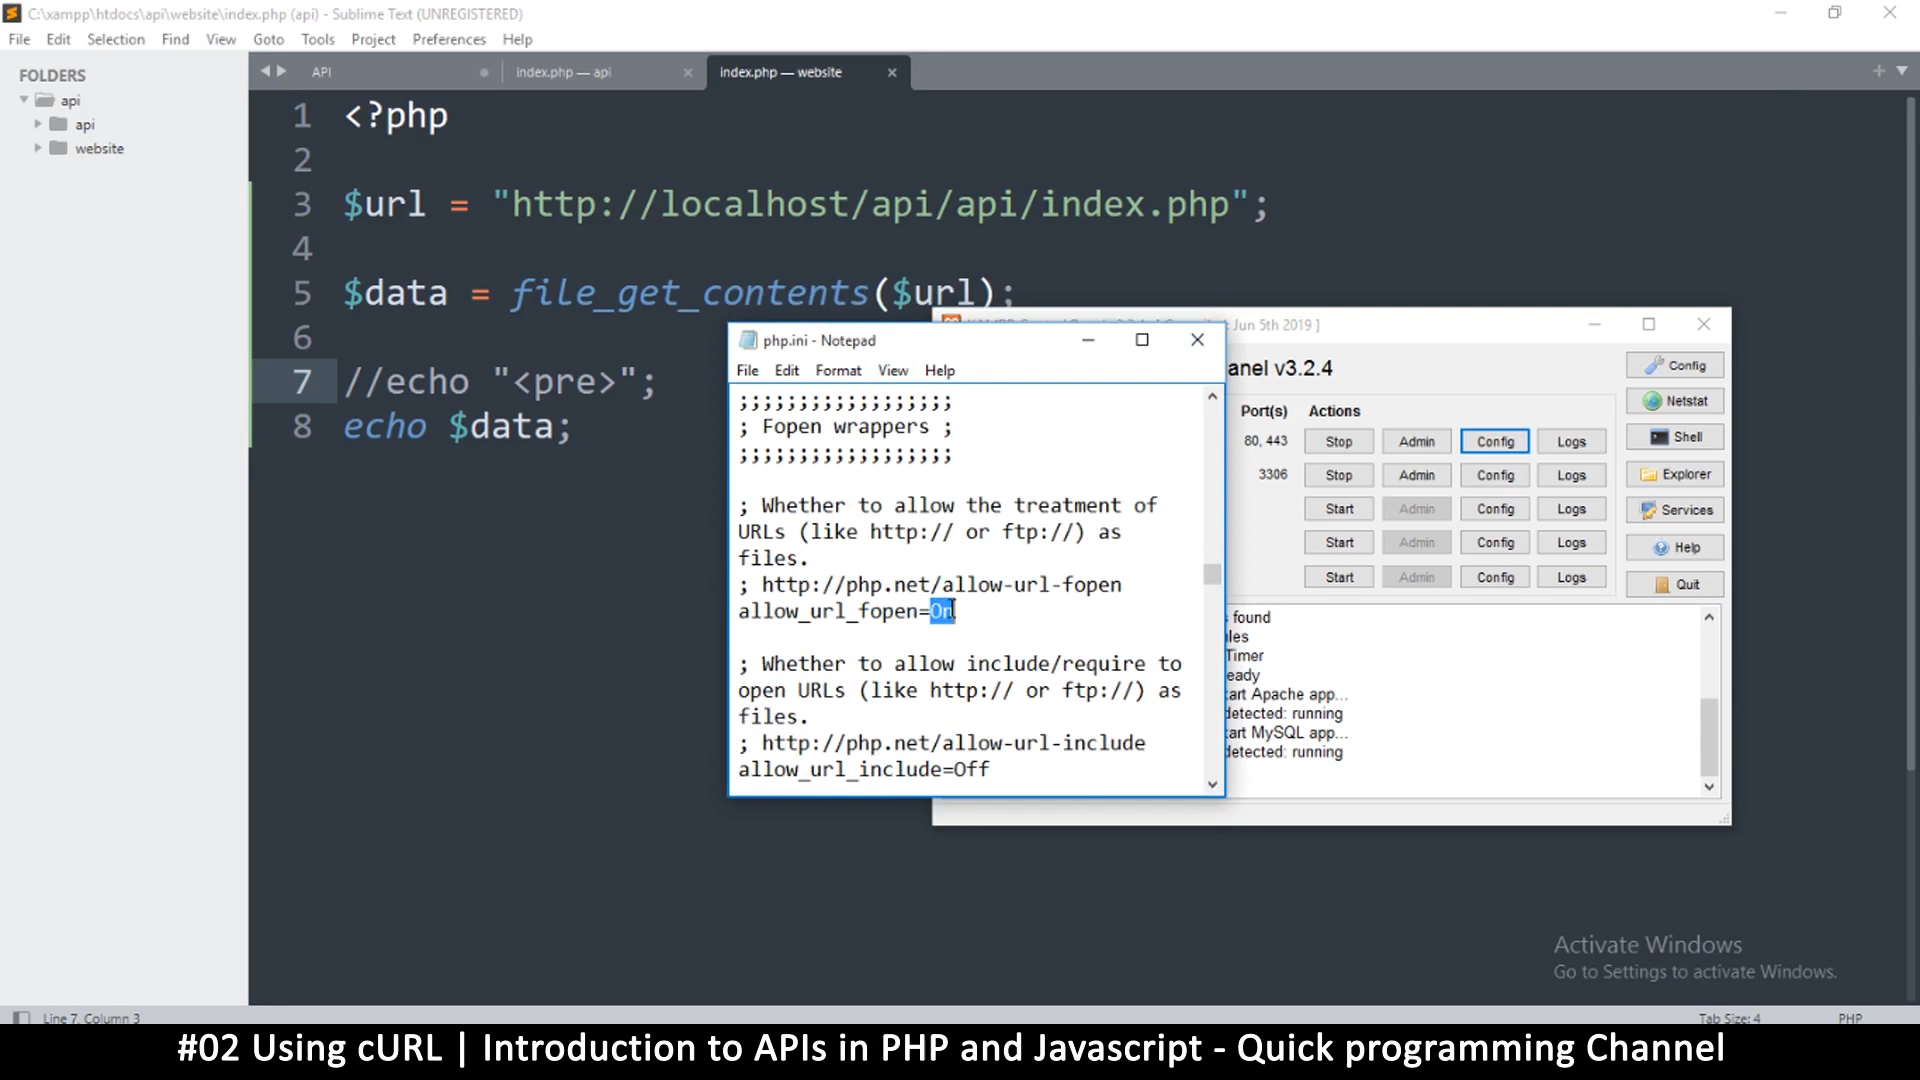 C:\xampp\htdocs\api\website\index.php (api) - Sublime Text (UNREGISTERED)
File Edit Selection Find View Goto Tools Project Preferences Help
FOLDERS
api
api
website
API
index.php — api
index.php — website
1 <?php
2
3 $url = "http://localhost/api/api/index.php";
4
5 $data = file_get_contents($url);
6
7 //echo "<pre>";
8 echo $data;
php.ini - Notepad
File Edit Format View Help
;;;;;;;;;;;;;;;;;;
; Fopen wrappers ;
;;;;;;;;;;;;;;;;;;
; Whether to allow the treatment of
URLs (like http:// or ftp://) as
files.
; http://php.net/allow-url-fopen
allow_url_fopen=On
; Whether to allow include/require to
open URLs (like http:// or ftp://) as
files.
; http://php.net/allow-url-include
allow_url_include=Off
Jun 5th 2019 ]
anel v3.2.4
Port(s) Actions
80, 443 Stop Admin Config Logs
3306 Stop Admin Config Logs
Start Admin Config Logs
Start Admin Config Logs
Start Admin Config Logs
Config
Netstat
Shell
Explorer
Services
Help
Quit
found
les
Timer
eady
art Apache app...
detected: running
art MySQL app...
detected: running
Activate Windows
Go to Settings to activate Windows.
Line 7, Column 3
Tab Size: 4
PHP
#02 Using cURL | Introduction to APIs in PHP and Javascript - Quick programming Channel